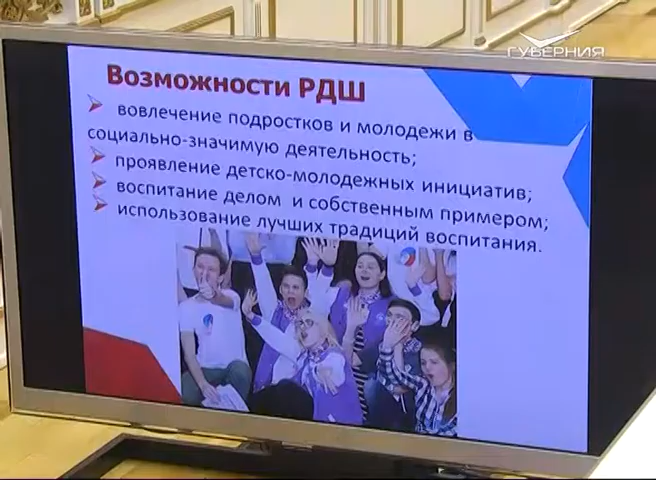 ГУБЕРНИЯ
Возможности РДШ
вовлечение подростков и молодежи в
социально-значимую деятельность;
проявление детско-молодежных инициатив;
воспитание делом и собственным примером;
использование лучших традиций воспитания.